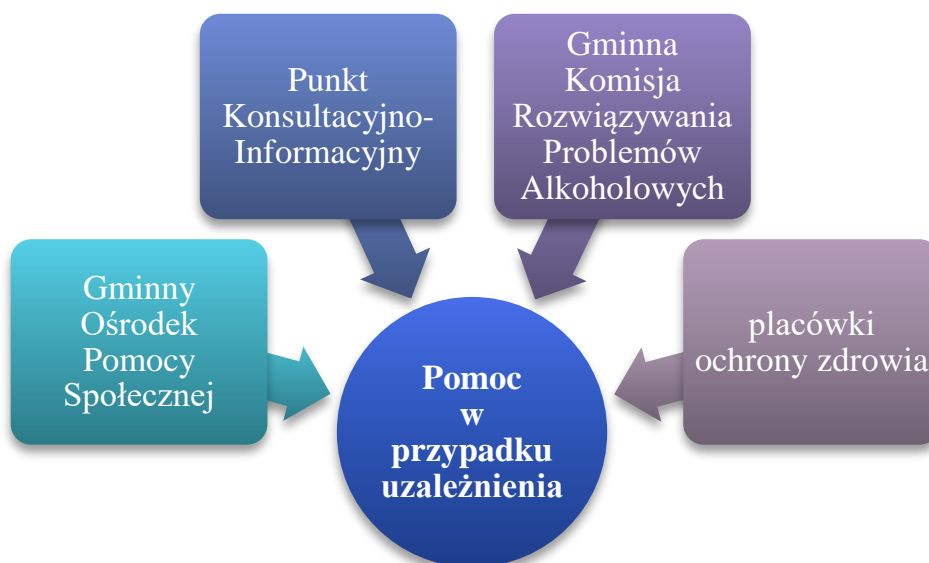 Punkt
Konsultacyjno-
Informacyjny
Gminna
Komisja
Rozwiązywania
Problemów
Alkoholowych
Gminny
Ośrodek
Pomocy
Społecznej
placówki
ochrony zdrowia
Pomoc
w
przypadku
uzależnienia